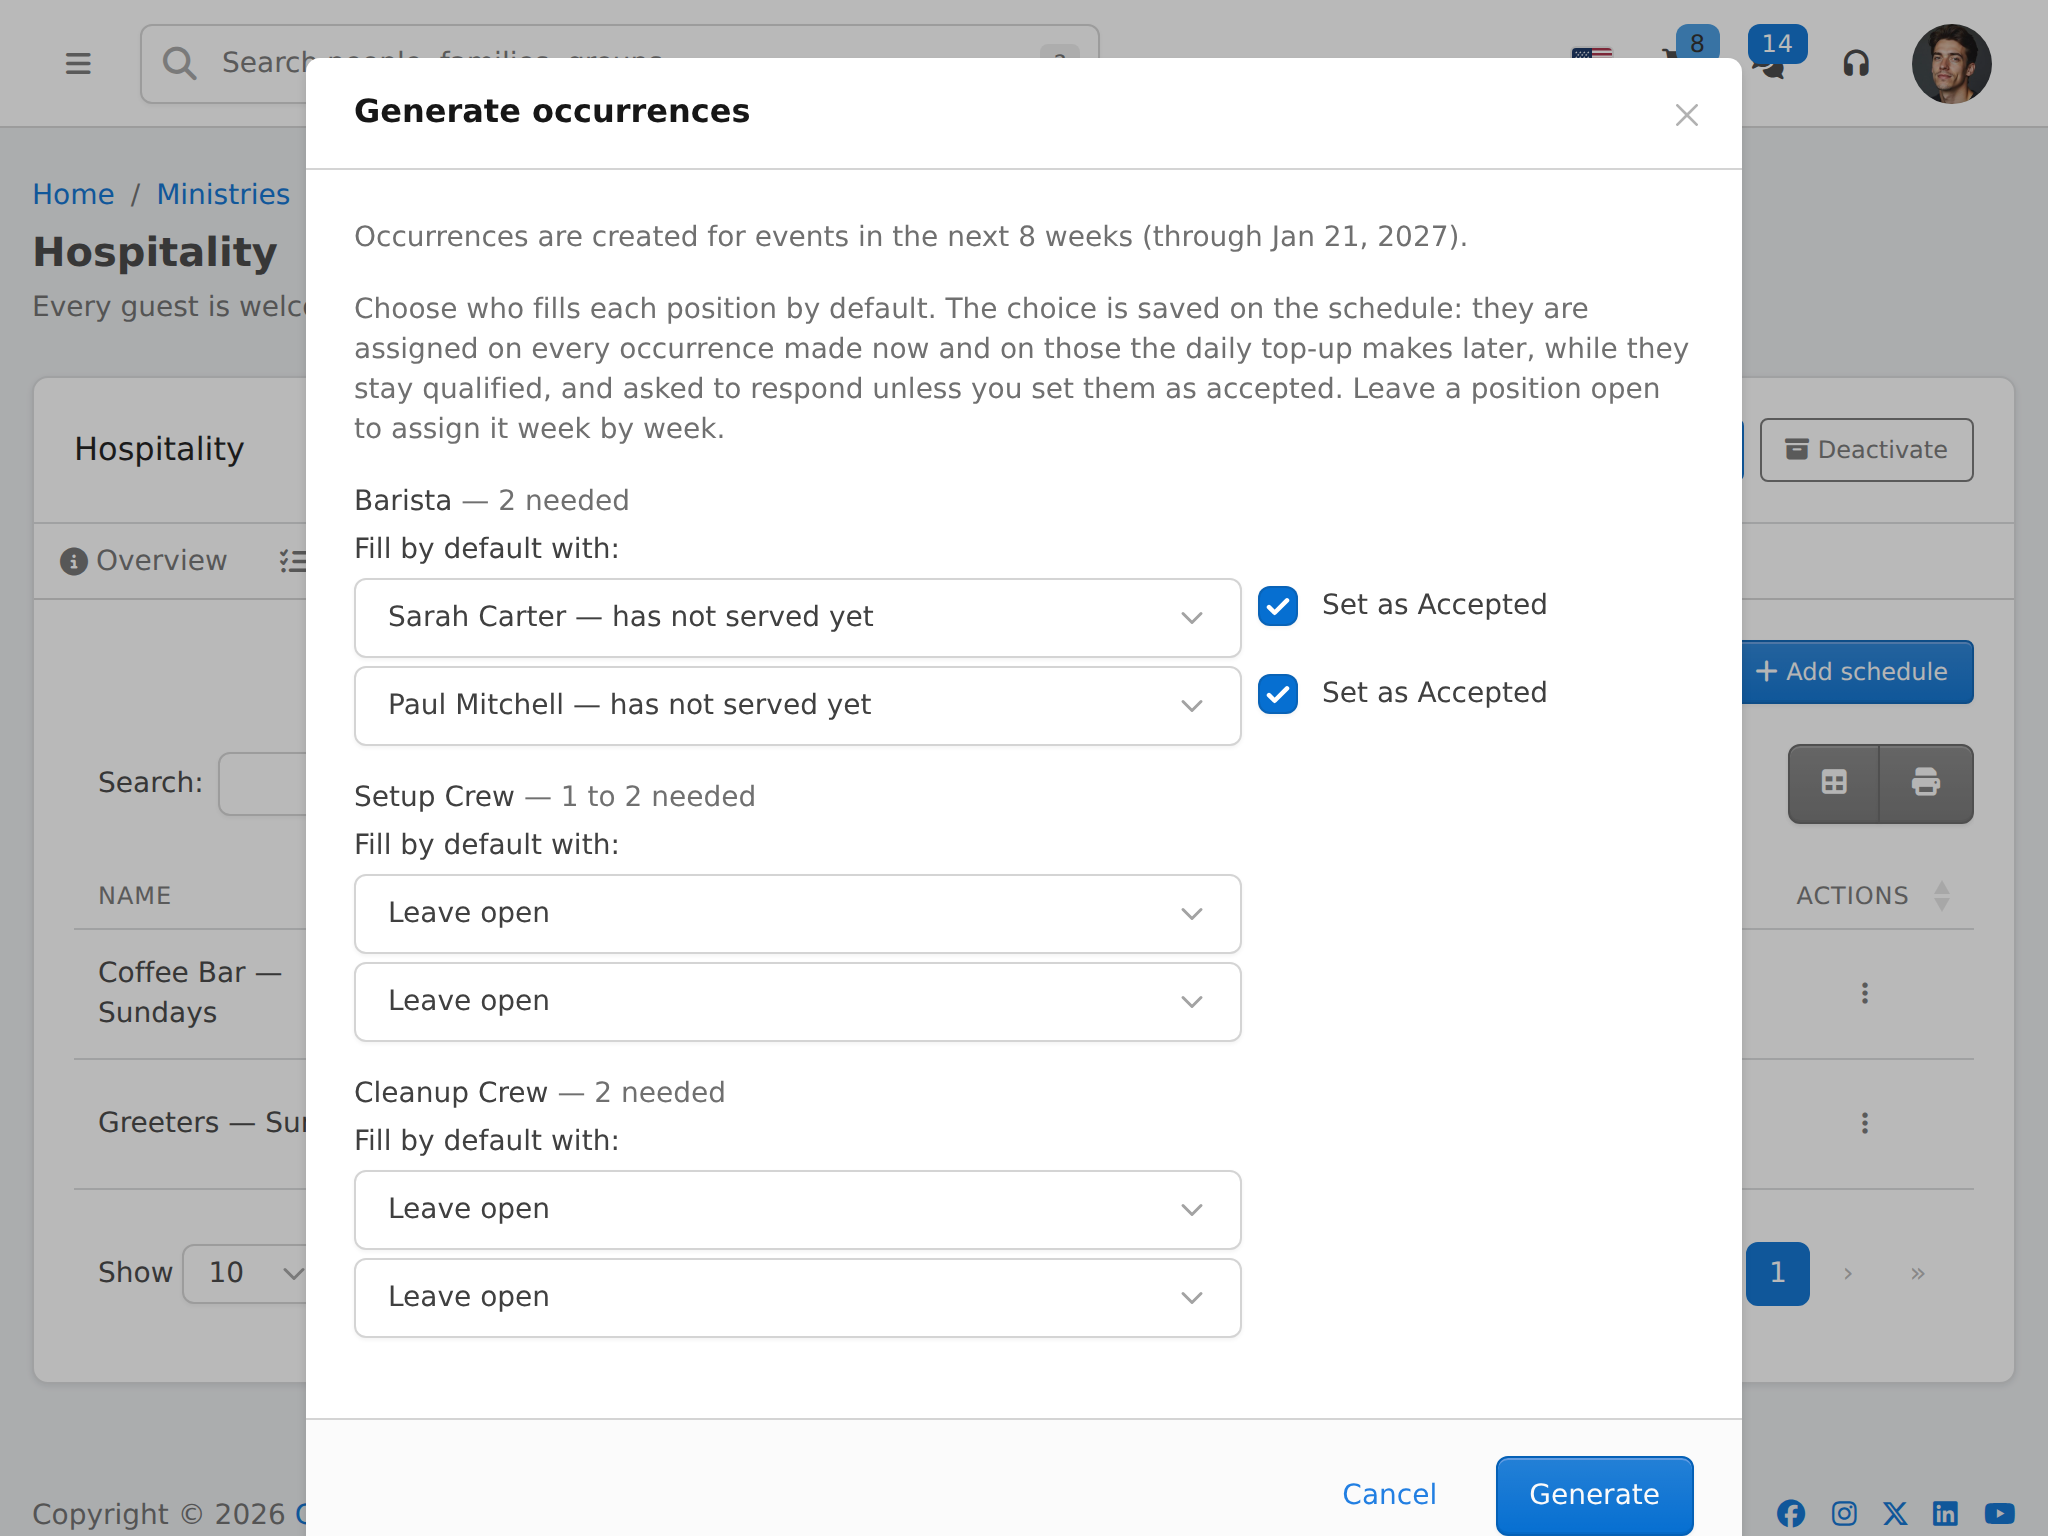 Search people, families, groups
?
8
14
Generate occurrences
Home / Ministries
Hospitality
Every guest is
Occurrences are created for events in the next 8 weeks (through Jan 21, 2027).
Choose who fills each position by default. The choice is saved on the schedule: they are
assigned on every occurrence made now and on those the daily top-up makes later, while they
stay qualified, and asked to respond unless you set them as accepted. Leave a position open
to assign it week by week.
Hospitality
Deactivate
Overview
Barista — 2 needed
Fill by default with:
Sarah Carter — has not served yet
Set as Accepted
Paul Mitchell — has not served yet
Set as Accepted
Add schedule
Search:
Setup Crew — 1 to 2 needed
Fill by default with:
Leave open
Leave open
NAME
ACTIONS
Coffee Bar —
Sundays
Greeters —
Cleanup Crew — 2 needed
Fill by default with:
Leave open
Leave open
Show 10
1 › »
Cancel
Generate
Copyright © 2026